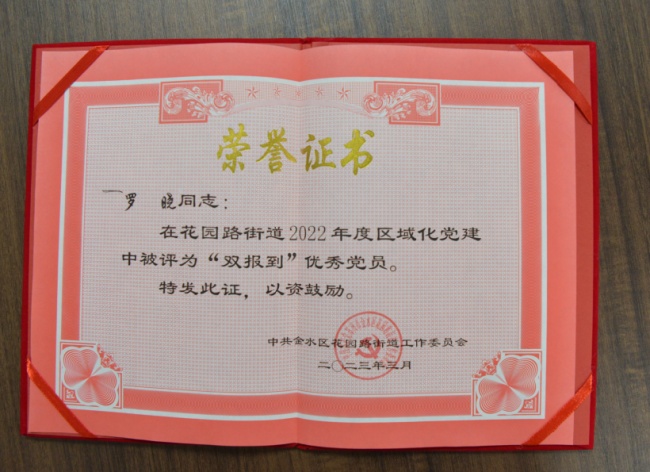 荣誉证书
罗 晓同志：
在花园路街道2022年度区域化党建
中被评为“双报到”优秀党员。
特发此证，以资鼓励。
中共金水区花园路街道工作委员会
二〇二三年三月